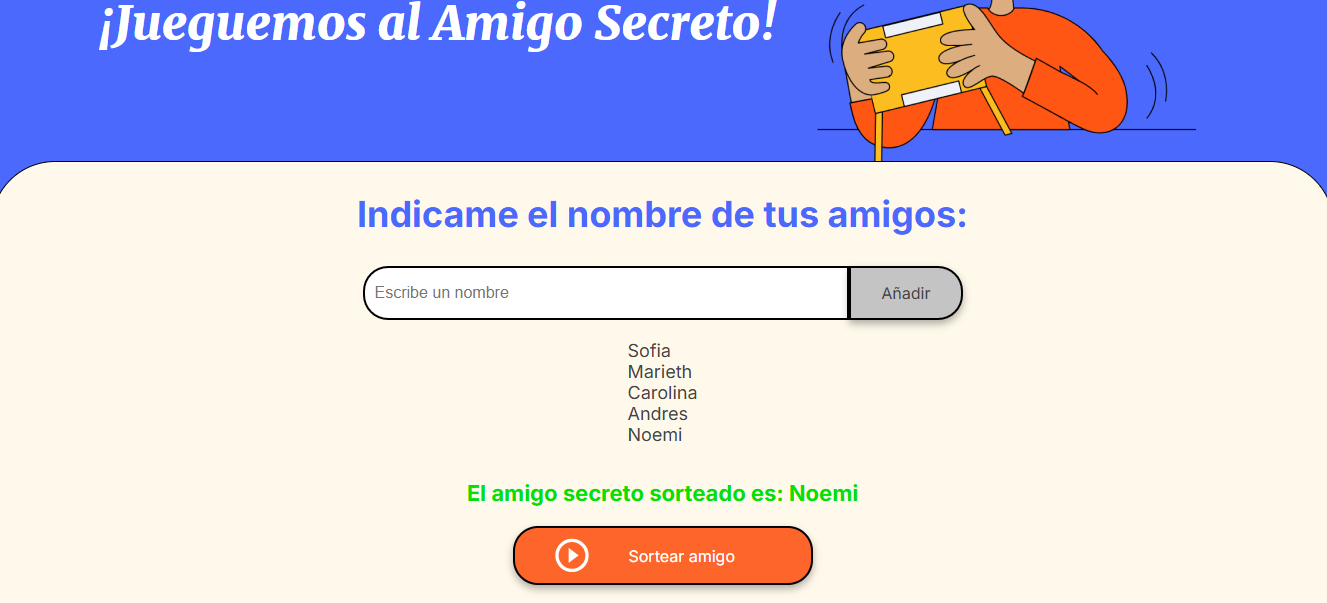 ¡Jueguemos al Amigo Secreto!
Indicame el nombre de tus amigos:
Escribe un nombre
Añadir
Sofia
Marieth
Carolina
Andres
Noemi
El amigo secreto sorteado es: Noemi
Sortear amigo